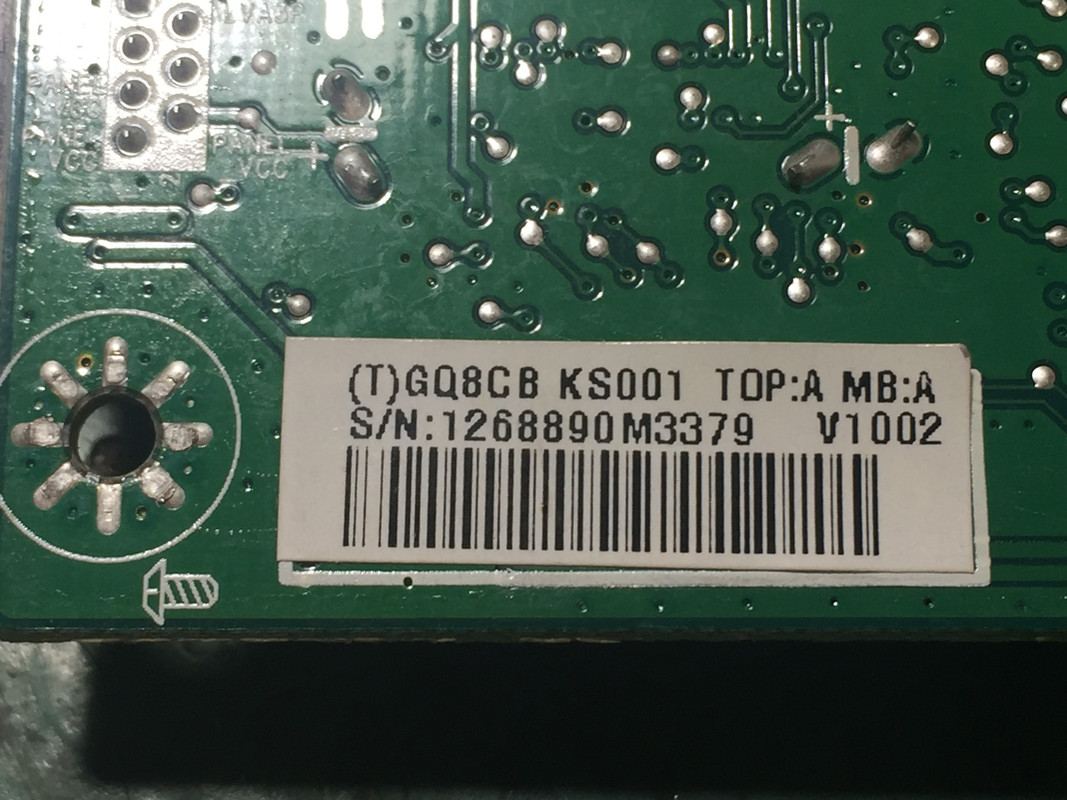 PANEL
VCC
PANEL
VCC
(T)GQ8CB KS001 TOP:A MB:A
S/N:1268890M3379 V1002